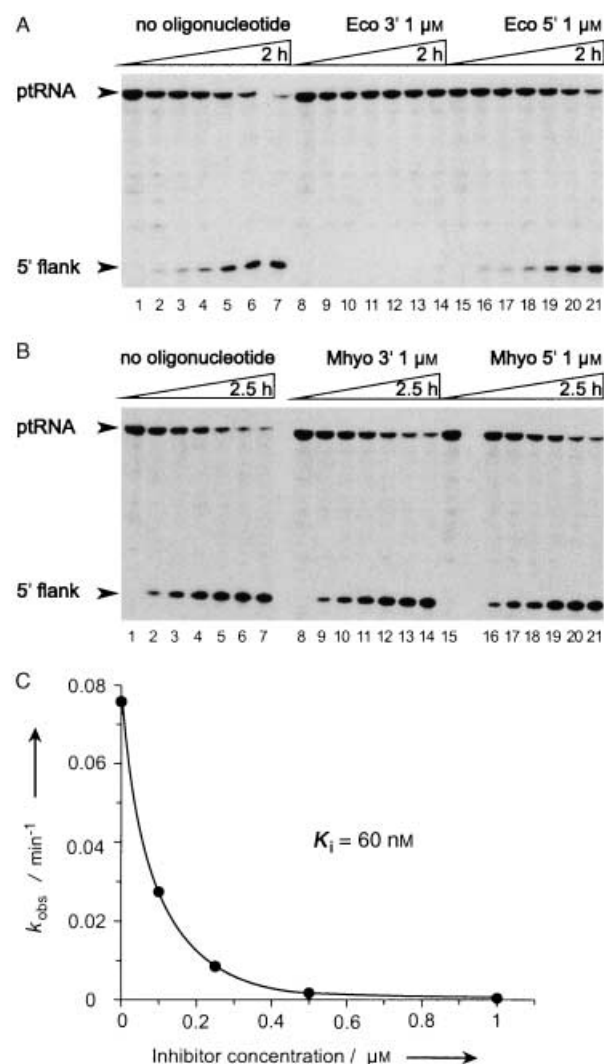 A
no oligonucleotide Eco 3' 1 μM Eco 5' 1 μM
2 h 2 h 2 h
ptRNA
5' flank
1 2 3 4 5 6 7 8 9 10 11 12 13 14 15 16 17 18 19 20 21
B
no oligonucleotide Mhyo 3' 1 μM Mhyo 5' 1 μM
2.5 h 2.5 h 2.5 h
ptRNA
5' flank
1 2 3 4 5 6 7 8 9 10 11 12 13 14 15 16 17 18 19 20 21
C
0.08
0.06
0.04
0.02
0
k_obs / min⁻¹
K_i = 60 nM
0 0.2 0.4 0.6 0.8 1
Inhibitor concentration / μM